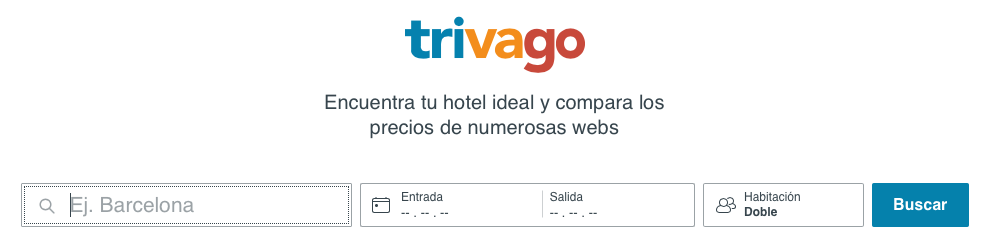 trivago
Encuentra tu hotel ideal y compara los
precios de numerosas webs
Ej. Barcelona
Entrada
-- . -- . --
Salida
-- . -- . --
Habitación
Doble
Buscar